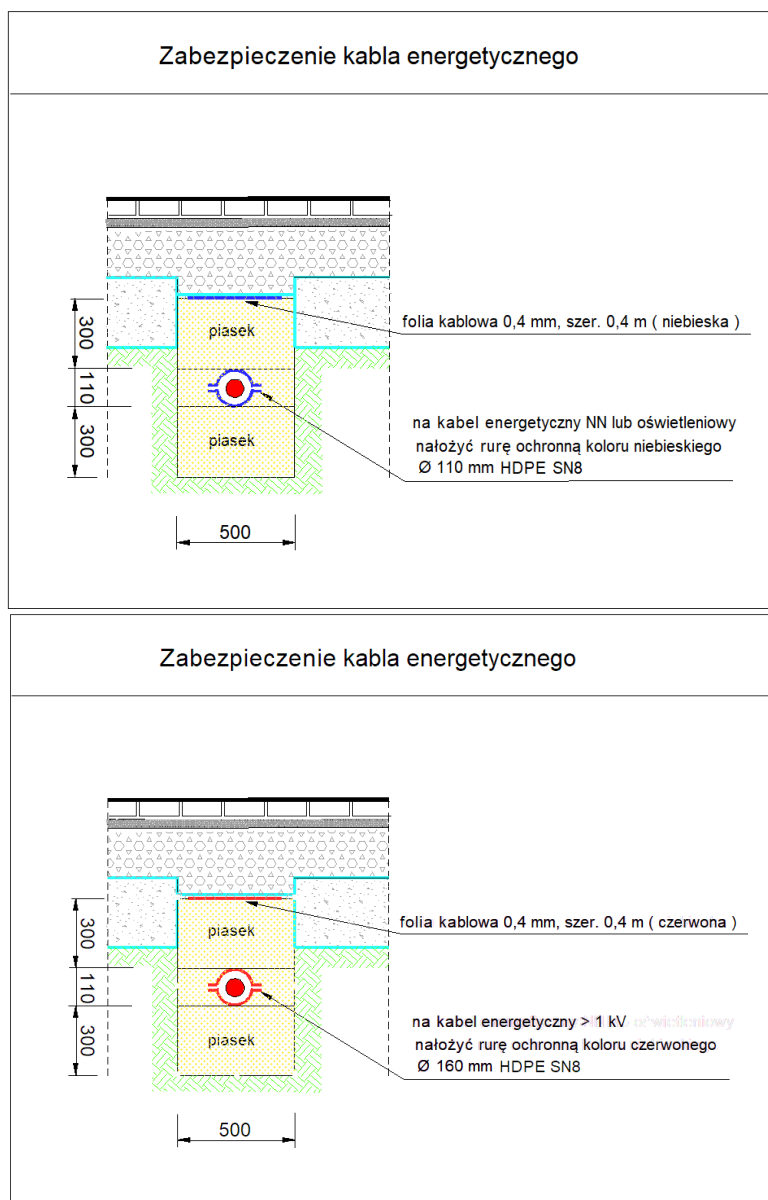 Zabezpieczenie kabla energetycznego
piasek
folia kablowa 0,4 mm, szer. 0,4 m ( niebieska )
300
110
300
na kabel energetyczny NN lub oświetleniowy
nałożyć rurę ochronną koloru niebieskiego
Ø 110 mm HDPE SN8
piasek
500
Zabezpieczenie kabla energetycznego
piasek
folia kablowa 0,4 mm, szer. 0,4 m ( czerwona )
300
110
300
na kabel energetyczny > 1 kV oświetleniowy
nałożyć rurę ochronną koloru czerwonego
Ø 160 mm HDPE SN8
piasek
500